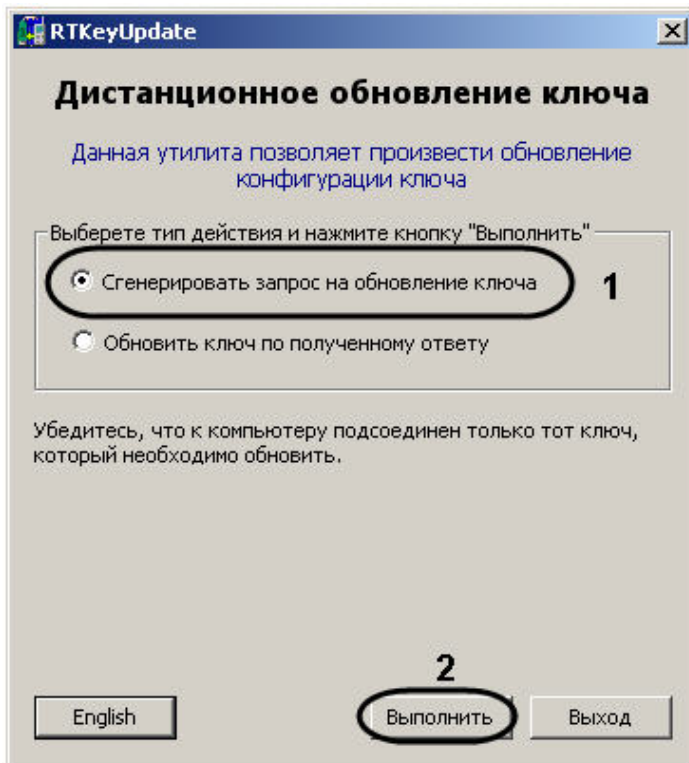 RTKeyUpdate
Дистанционное обновление ключа
Данная утилита позволяет произвести обновление
конфигурации ключа
Выберете тип действия и нажмите кнопку "Выполнить"
Сгенерировать запрос на обновление ключа
1
Обновить ключ по полученному ответу
Убедитесь, что к компьютеру подсоединен только тот ключ,
который необходимо обновить.
2
English
Выполнить
Выход